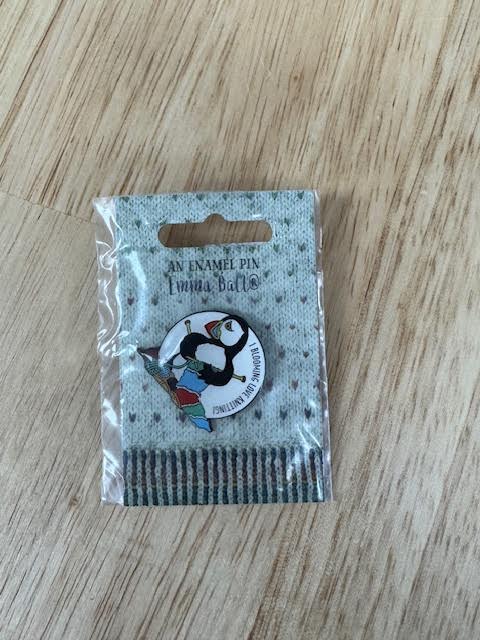 AN ENAMEL PIN
Emma Ball®
I BLOOMING LOVE KNITTING!